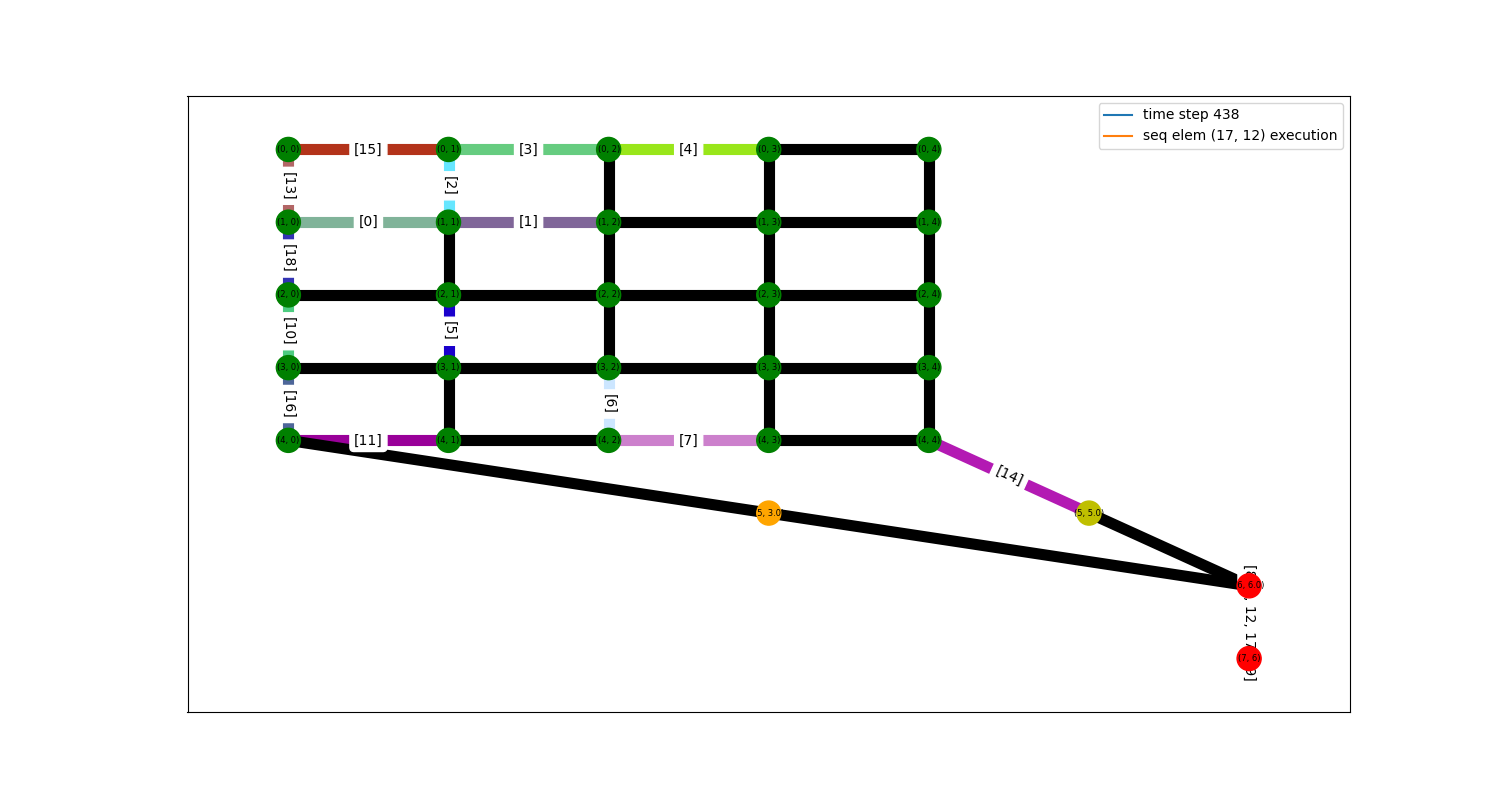 time step 438
seq elem (17, 12) execution
(0, 0) [15] (0, 1) [3] (0, 2) [4] (0, 3) (0, 4)
[13] [2]
(1, 0) [0] (1, 1) [1] (1, 2) (1, 3) (1, 4)
[18]
(2, 0) (2, 1) (2, 2) (2, 3) (2, 4)
[10] [5]
(3, 0) (3, 1) (3, 2) (3, 3) (3, 4)
[16] [6]
(4, 0) [11] (4, 1) (4, 2) [7] (4, 3) (4, 4)
[14]
(5, 3.0) (5, 5.0)
(6, 6.0)
12,
(7, 6)